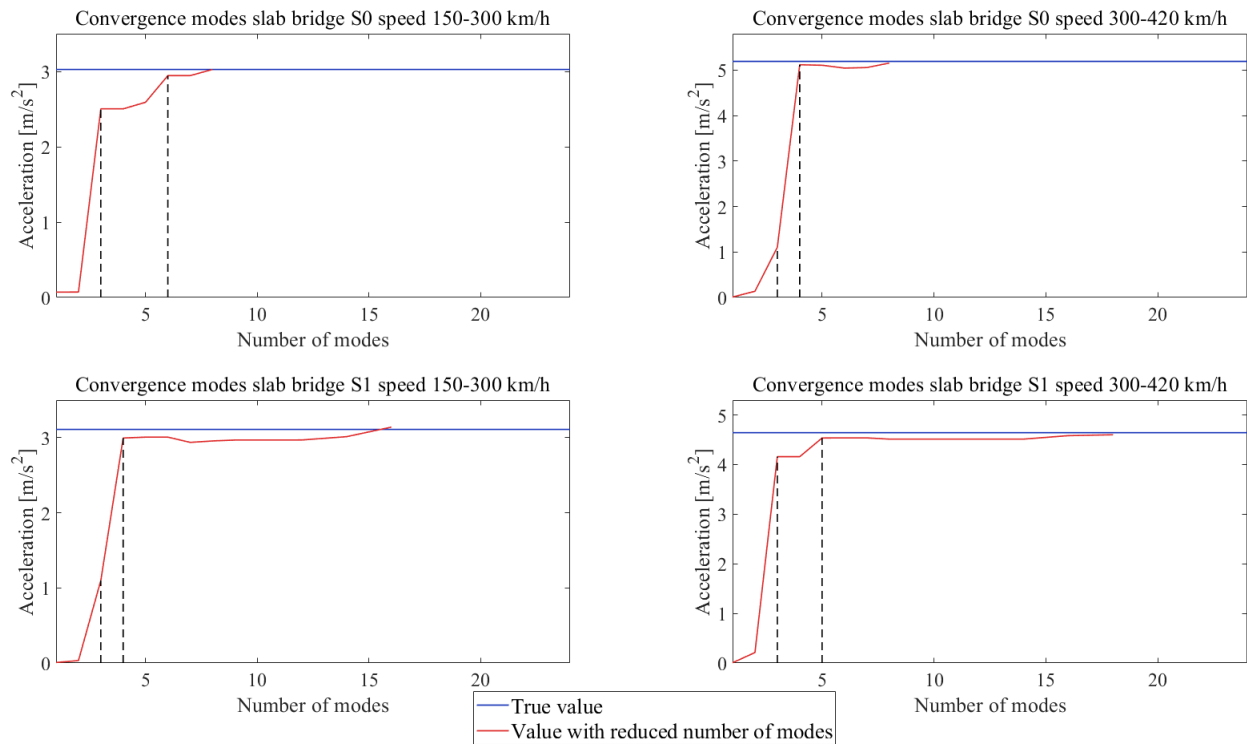 Convergence modes slab bridge S0 speed 150-300 km/h
Acceleration [m/s²]
3
2
1
0
5
10
15
20
Number of modes
Convergence modes slab bridge S0 speed 300-420 km/h
Acceleration [m/s²]
5
4
3
2
1
0
5
10
15
20
Number of modes
Convergence modes slab bridge S1 speed 150-300 km/h
Acceleration [m/s²]
3
2
1
0
5
10
15
20
Number of modes
Convergence modes slab bridge S1 speed 300-420 km/h
Acceleration [m/s²]
5
4
3
2
1
0
5
10
15
20
Number of modes
True value
Value with reduced number of modes